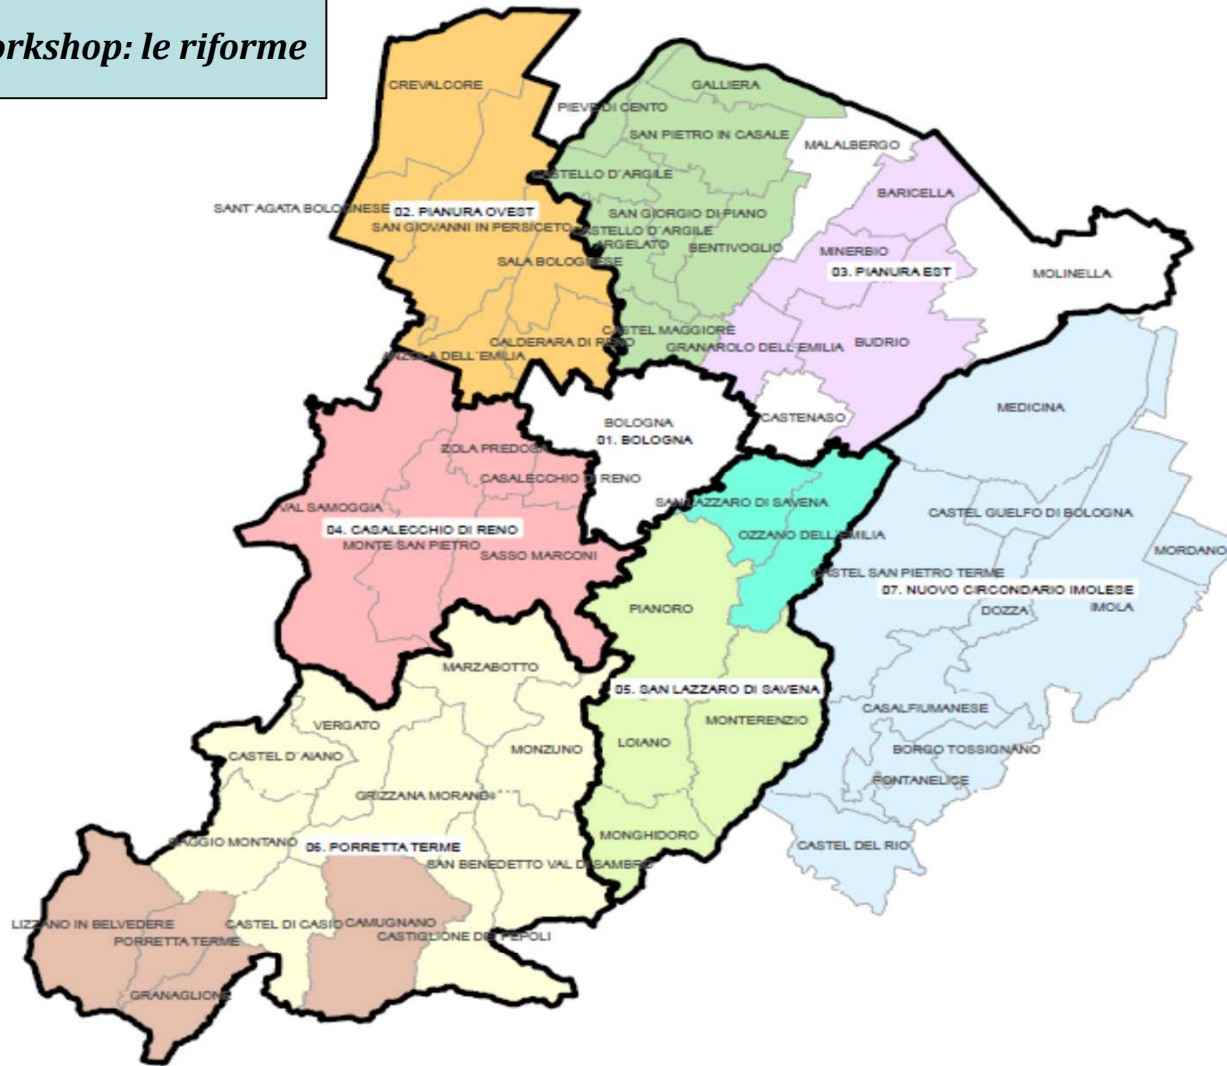 orkshop: le riforme
CREVALCORE
GALLIERA
PIEVE DI CENTO
SAN PIETRO IN CASALE
MALALBERGO
CASTELLO D'ARGILE
BARICELLA
SANT'AGATA BOLOGNESE
02. PIANURA OVEST
SAN GIORGIO DI PIANO
SAN GIOVANNI IN PERSICETO
CASTELLO D'ARGILE
ARGELATO
BENTIVOGLIO
MINERBIO
SALA BOLOGNESE
03. PIANURA EST
MOLINELLA
CASTEL MAGGIORE
CALDERARA DI RENO
GRANAROLO DELL'EMILIA
BUDRIO
ANZOLA DELL'EMILIA
MEDICINA
CASTENASO
BOLOGNA
01. BOLOGNA
ZOLA PREDOSA
CASALECCHIO DI RENO
SAN LAZZARO DI SAVENA
VAL SAMOGGIA
CASTEL GUELFO DI BOLOGNA
04. CASALECCHIO DI RENO
OZZANO DELL'EMILIA
MONTE SAN PIETRO
SASSO MARCONI
MORDANO
CASTEL SAN PIETRO TERME
07. NUOVO CIRCONDARIO IMOLESE
PIANORO
DOZZA
IMOLA
MARZABOTTO
05. SAN LAZZARO DI SAVENA
CASALFIUMANESE
VERGATO
MONTERENZIO
LOIANO
MONZUNO
BORGO TOSSIGNANO
CASTEL D'AIANO
FONTANELICE
GRIZZANA MORANDI
MONGHIDORO
GAGGIO MONTANO
06. PORRETTA TERME
CASTEL DEL RIO
SAN BENEDETTO VAL DI SAMBRO
LIZZANO IN BELVEDERE
CASTEL DI CASIO
CAMUGNANO
PORRETTA TERME
CASTIGLIONE DEI PEPOLI
GRANAGLIONE